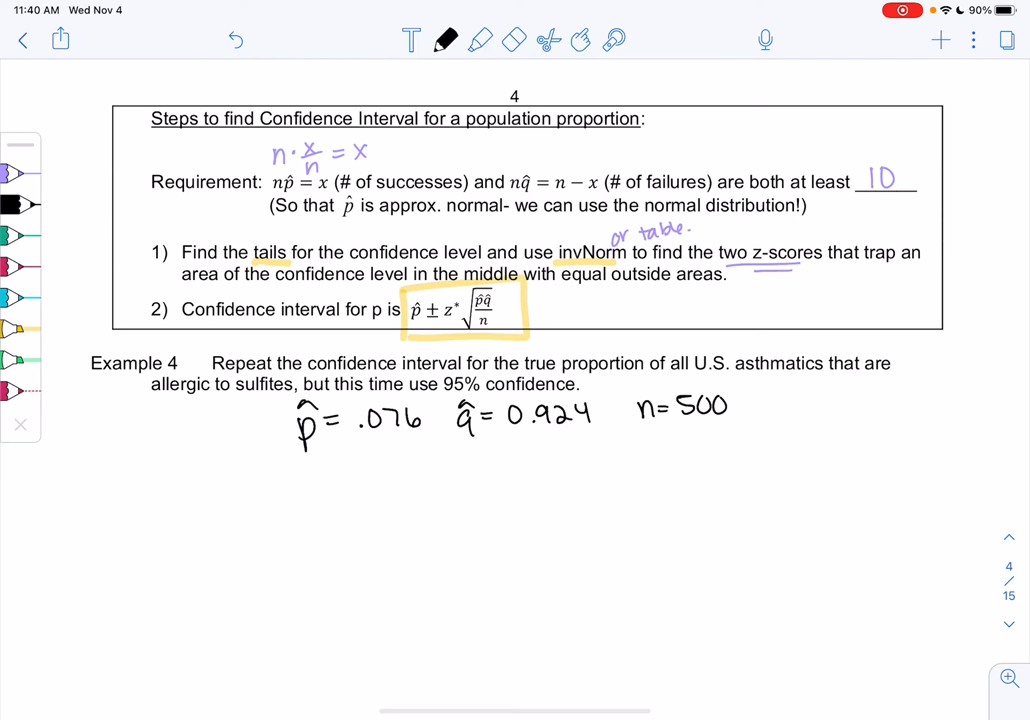 11:40 AM Wed Nov 4
90%
T
4
Steps to find Confidence Interval for a population proportion:
n · x/n = x
Requirement: np̂ = x (# of successes) and nq̂ = n − x (# of failures) are both at least 10
(So that p̂ is approx. normal- we can use the normal distribution!)
or table.
1) Find the tails for the confidence level and use invNorm to find the two z-scores that trap an
area of the confidence level in the middle with equal outside areas.
2) Confidence interval for p is p̂ ± z* √(p̂q̂/n)
Example 4 Repeat the confidence interval for the true proportion of all U.S. asthmatics that are
allergic to sulfites, but this time use 95% confidence.
p̂ = .076 q̂ = 0.924 n= 500
4
/
15